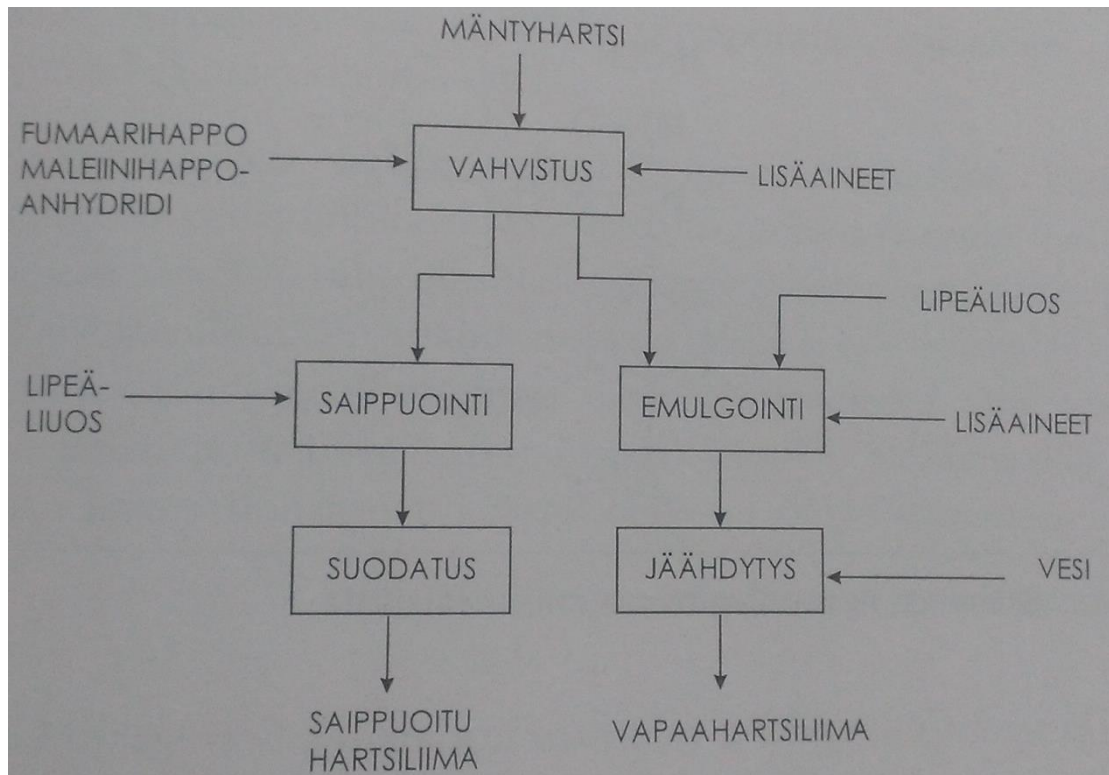 MÄNTYHARTSI
FUMAARIHAPPO
MALEIINIHAPPO-
ANHYDRIDI
VAHVISTUS
LISÄAINEET
LIPEÄLIUOS
LIPEÄ-
LIUOS
SAIPPUOINTI
EMULGOINTI
LISÄAINEET
SUODATUS
JÄÄHDYTYS
VESI
SAIPPUOITU
HARTSILIIMA
VAPAAHARTSILIIMA